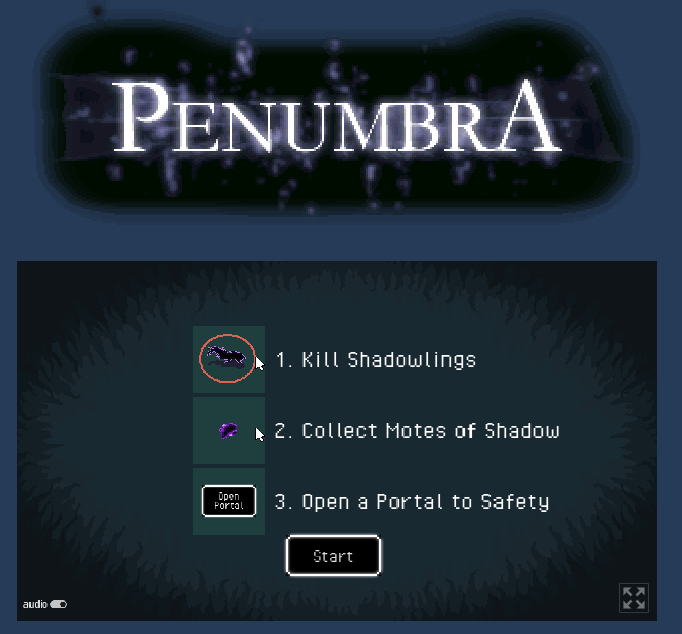 PENUMBRA
1. Kill Shadowlings
2. Collect Motes of Shadow
Open
Portal
3. Open a Portal to Safety
Start
audio